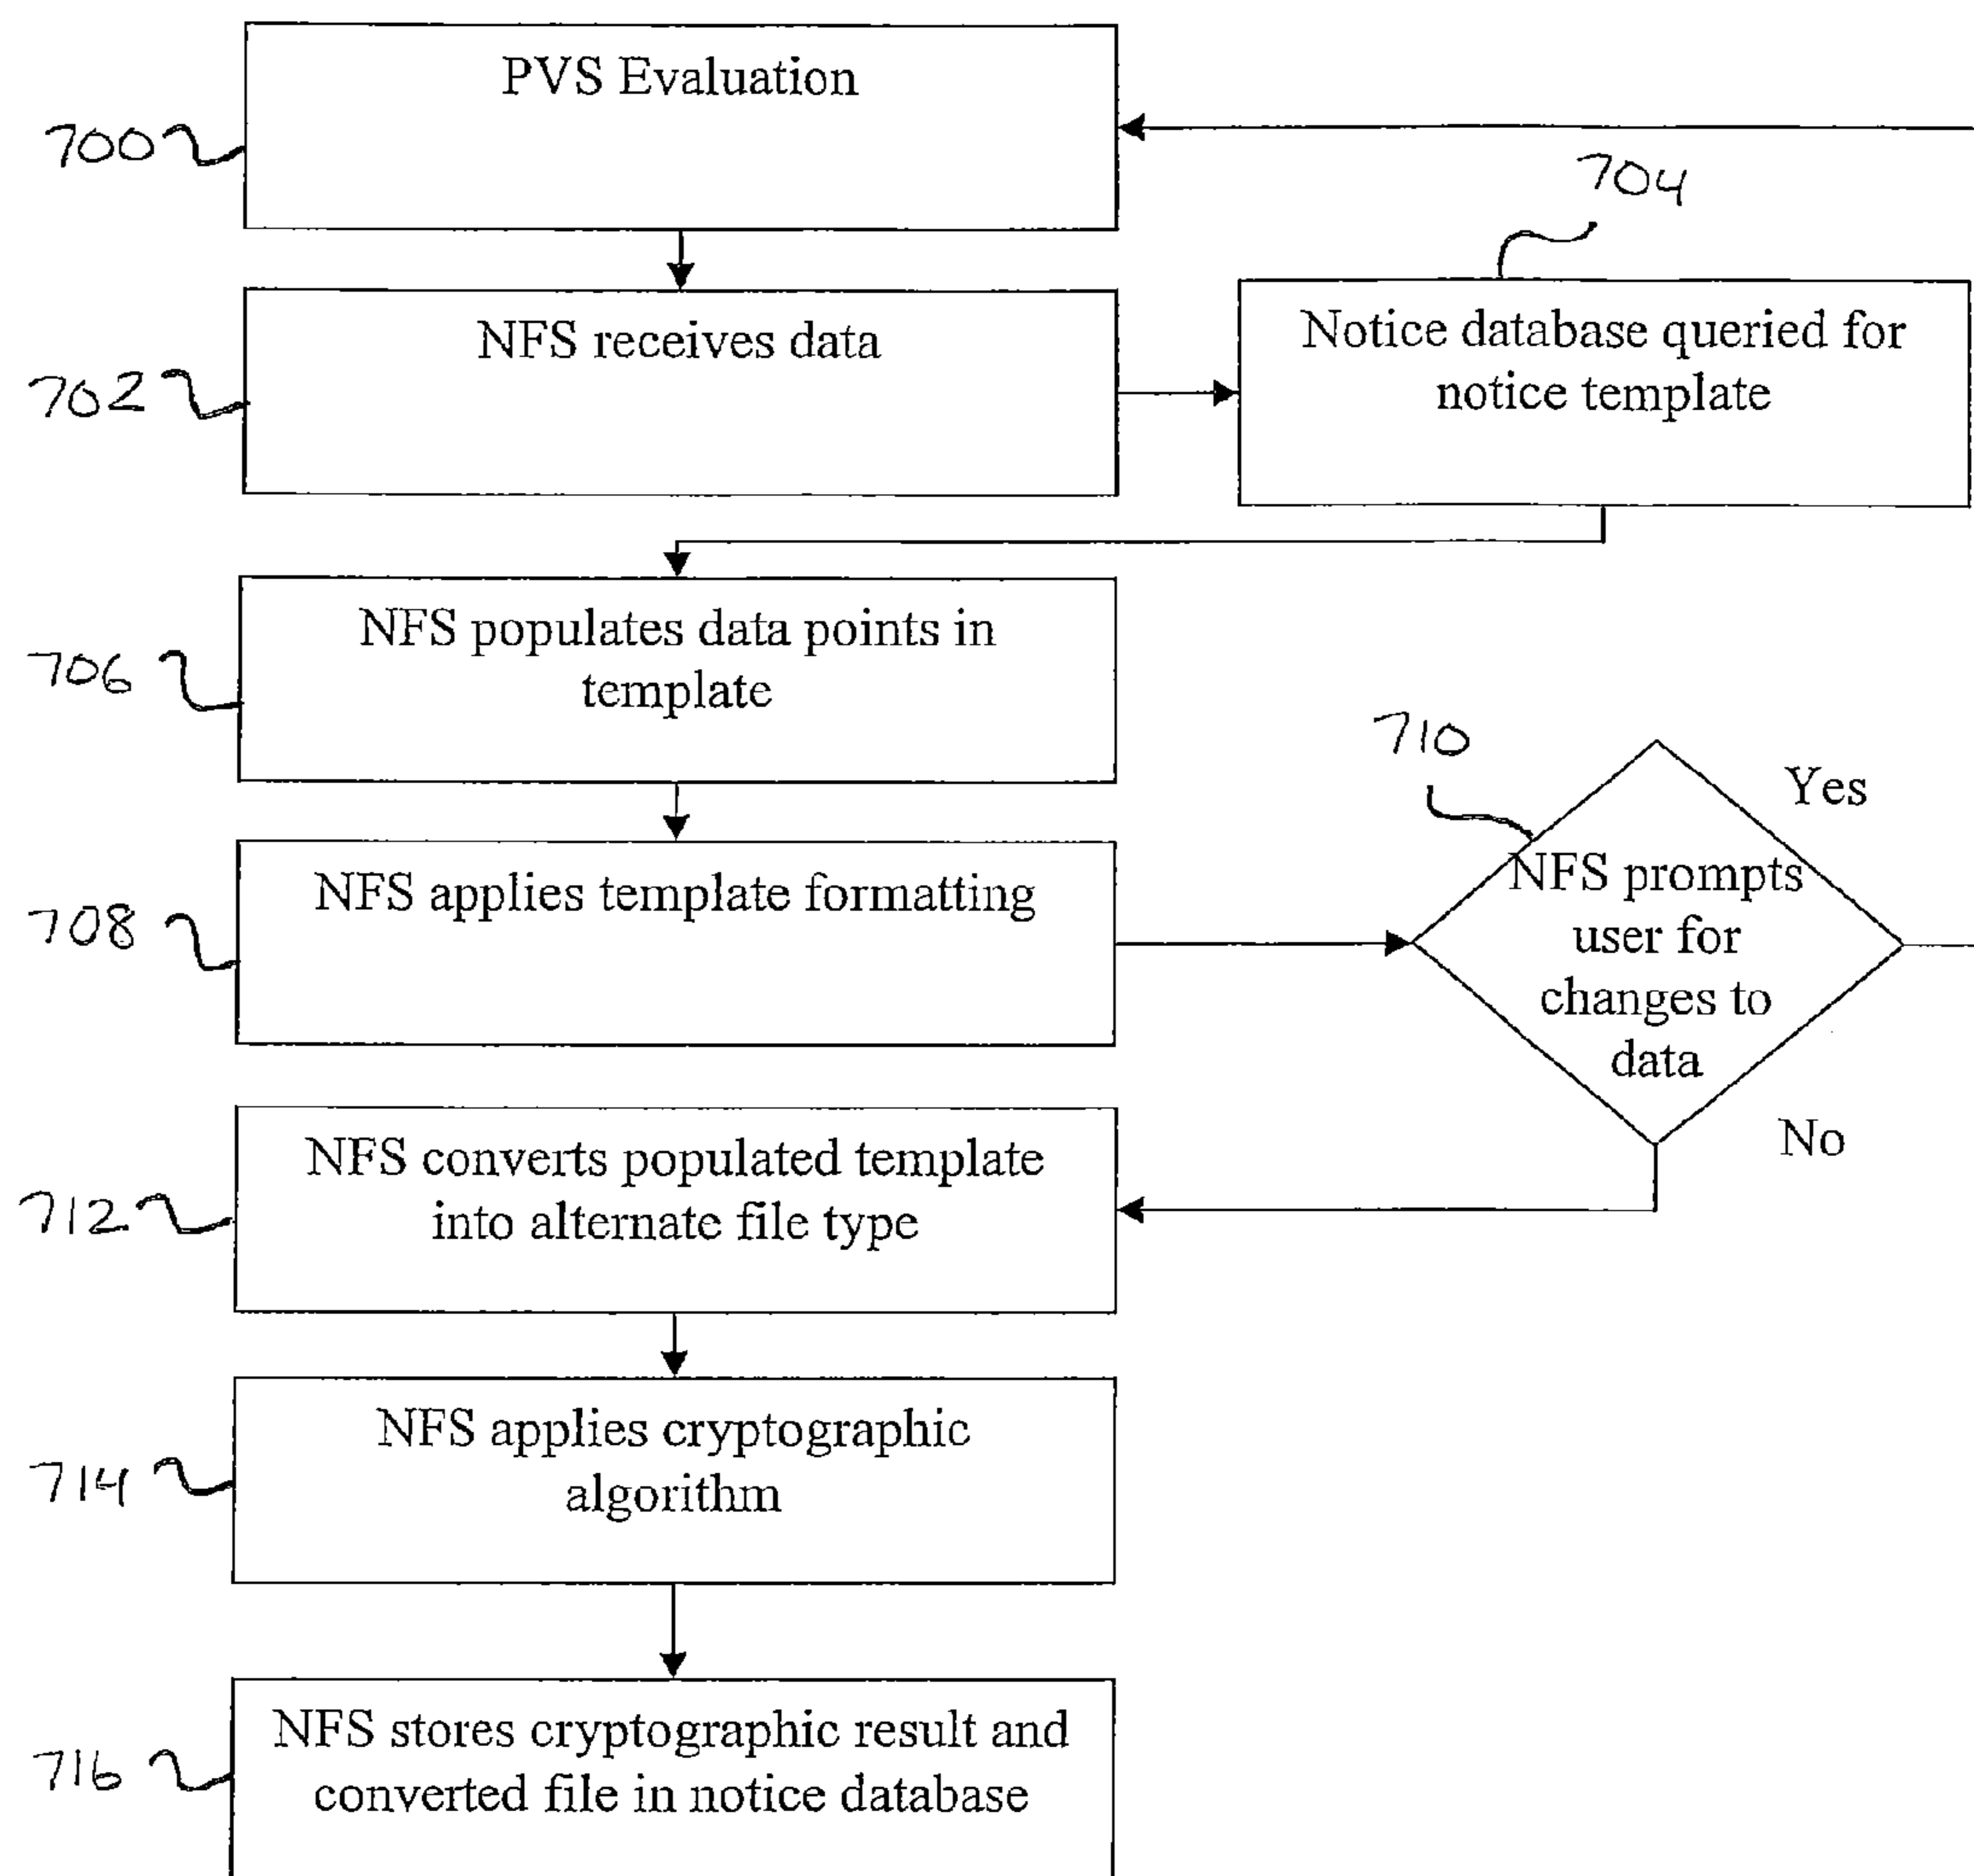 PVS Evaluation
700
704
NFS receives data
702
Notice database queried for
notice template
NFS populates data points in
template
706
710
Yes
NFS applies template formatting
708
NFS prompts
user for
changes to
data
No
NFS converts populated template
into alternate file type
712
NFS applies cryptographic
algorithm
714
NFS stores cryptographic result and
converted file in notice database
716